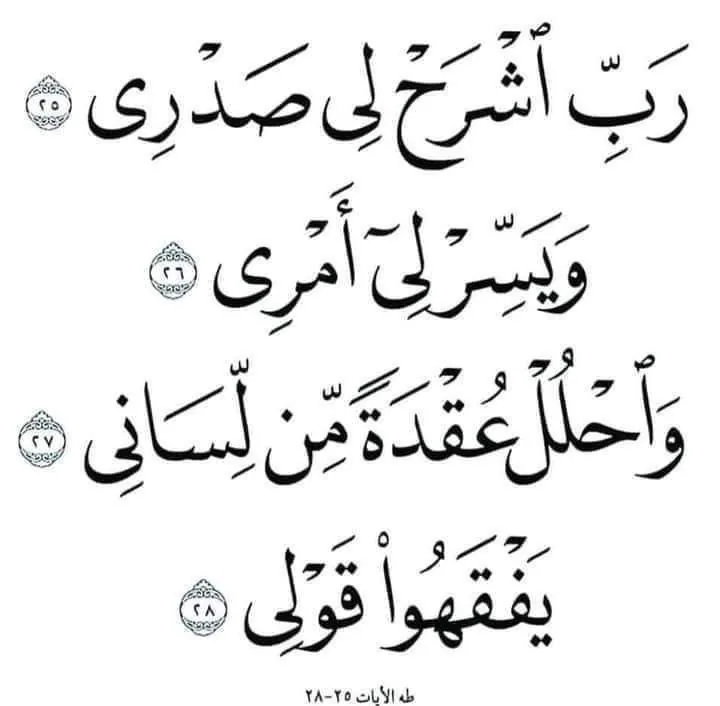 رَبِّ ٱشْرَحْ لِى صَدْرِى ٢٥
وَيَسِّرْ لِىٓ أَمْرِى ٢٦
وَٱحْلُلْ عُقْدَةً مِّن لِّسَانِى ٢٧
يَفْقَهُوا۟ قَوْلِى ٢٨
طه الآيات ٢٥-٢٨